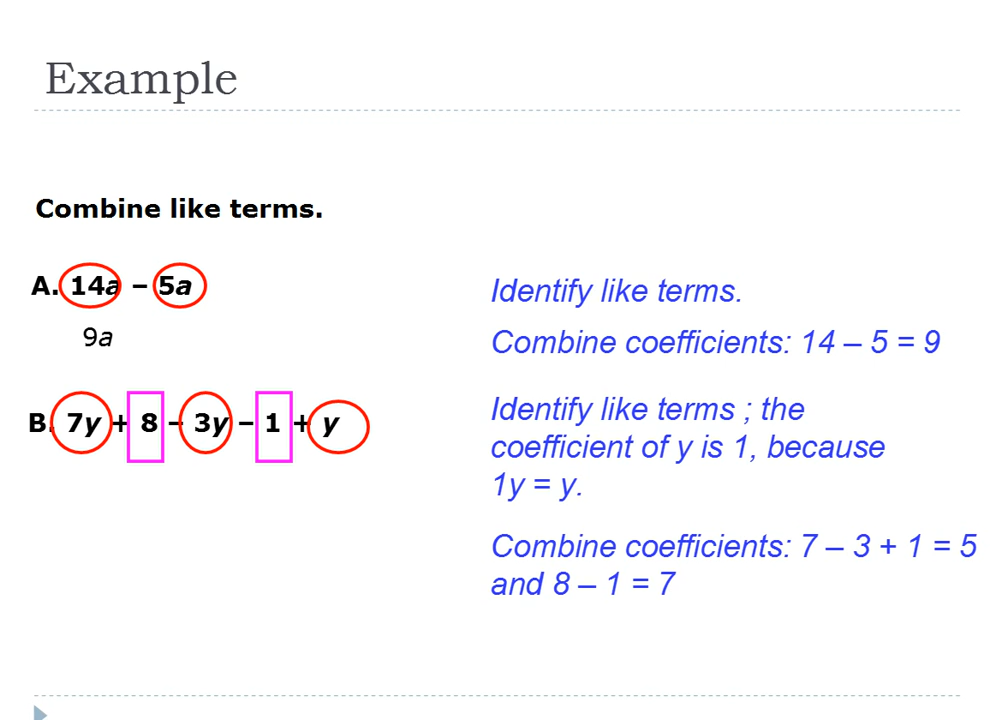 Example
Combine like terms.
A. 14a – 5a
Identify like terms.
9a
Combine coefficients: 14 – 5 = 9
B. 7y + 8 – 3y – 1 + y
Identify like terms ; the
coefficient of y is 1, because
1y = y.
Combine coefficients: 7 – 3 + 1 = 5
and 8 – 1 = 7